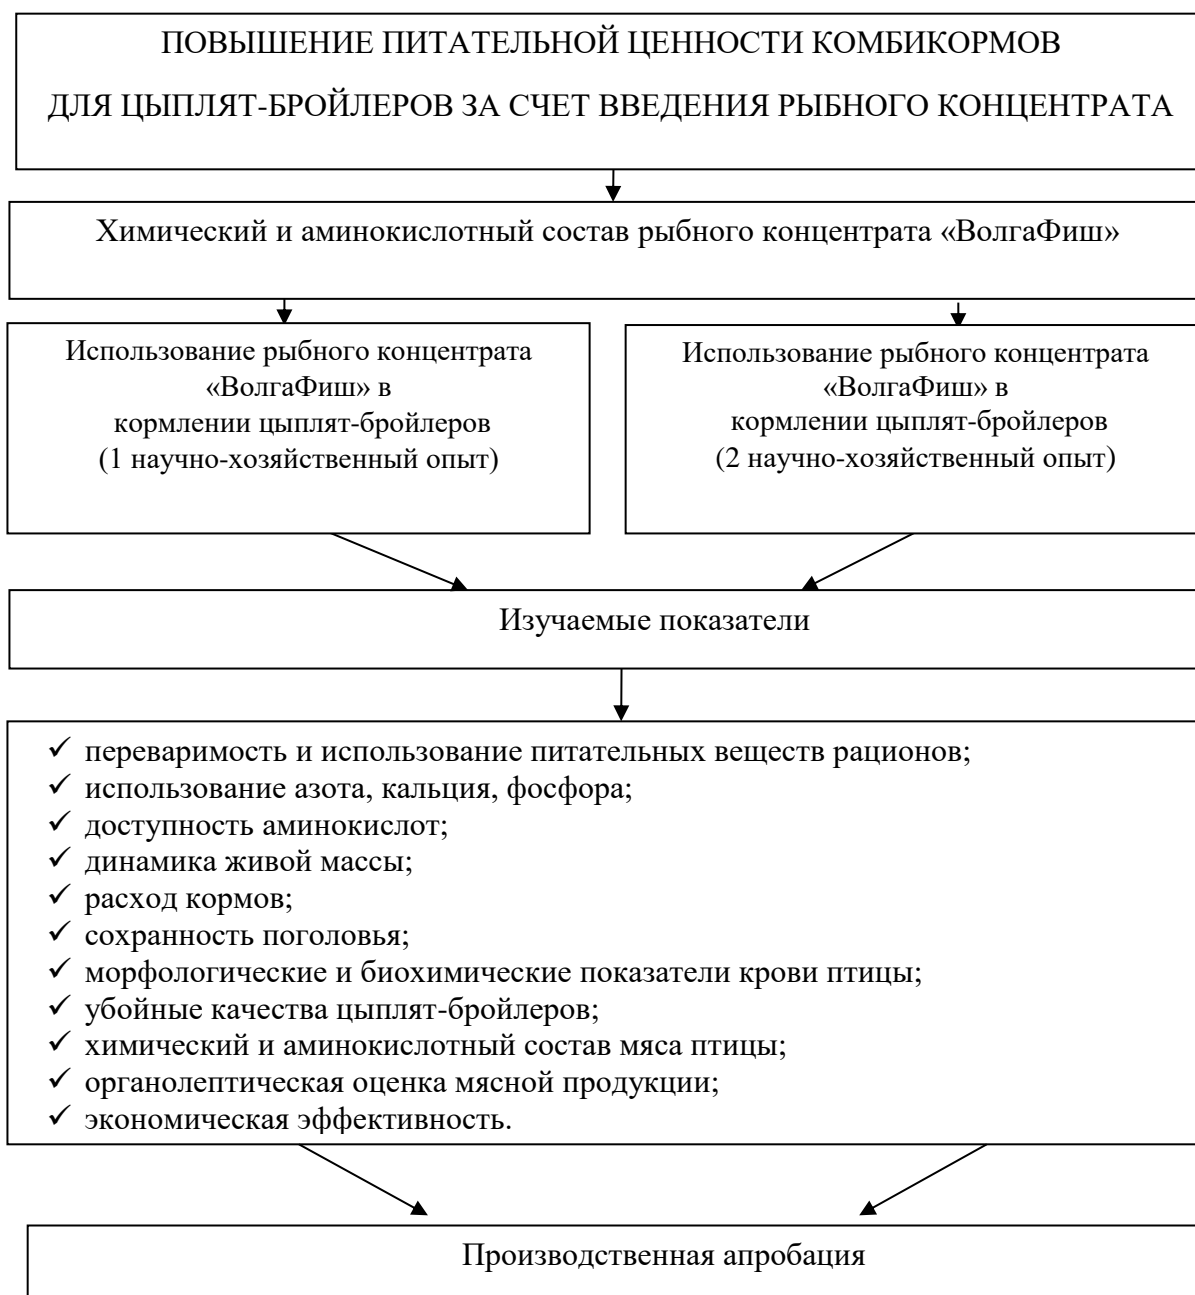 ПОВЫШЕНИЕ ПИТАТЕЛЬНОЙ ЦЕННОСТИ КОМБИКОРМОВ
ДЛЯ ЦЫПЛЯТ-БРОЙЛЕРОВ ЗА СЧЕТ ВВЕДЕНИЯ РЫБНОГО КОНЦЕНТРАТА
Химический и аминокислотный состав рыбного концентрата «ВолгаФиш»
Использование рыбного концентрата
«ВолгаФиш» в
кормлении цыплят-бройлеров
(1 научно-хозяйственный опыт)
Использование рыбного концентрата
«ВолгаФиш» в
кормлении цыплят-бройлеров
(2 научно-хозяйственный опыт)
Изучаемые показатели
✓ переваримость и использование питательных веществ рационов;
✓ использование азота, кальция, фосфора;
✓ доступность аминокислот;
✓ динамика живой массы;
✓ расход кормов;
✓ сохранность поголовья;
✓ морфологические и биохимические показатели крови птицы;
✓ убойные качества цыплят-бройлеров;
✓ химический и аминокислотный состав мяса птицы;
✓ органолептическая оценка мясной продукции;
✓ экономическая эффективность.
Производственная апробация